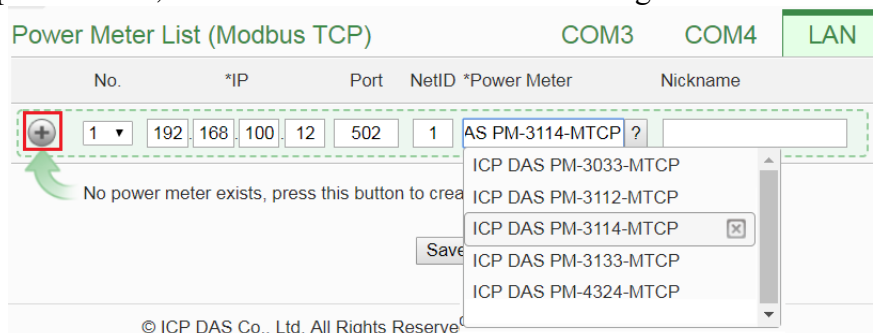 Power Meter List (Modbus TCP) COM3 COM4 LAN
No. *IP Port NetID *Power Meter Nickname
1 192 . 168 . 100 . 12 502 1 AS PM-3114-MTCP ?
ICP DAS PM-3033-MTCP
No power meter exists, press this button to crea
ICP DAS PM-3112-MTCP
ICP DAS PM-3114-MTCP
Save
ICP DAS PM-3133-MTCP
ICP DAS PM-4324-MTCP
© ICP DAS Co., Ltd. All Rights Reserve